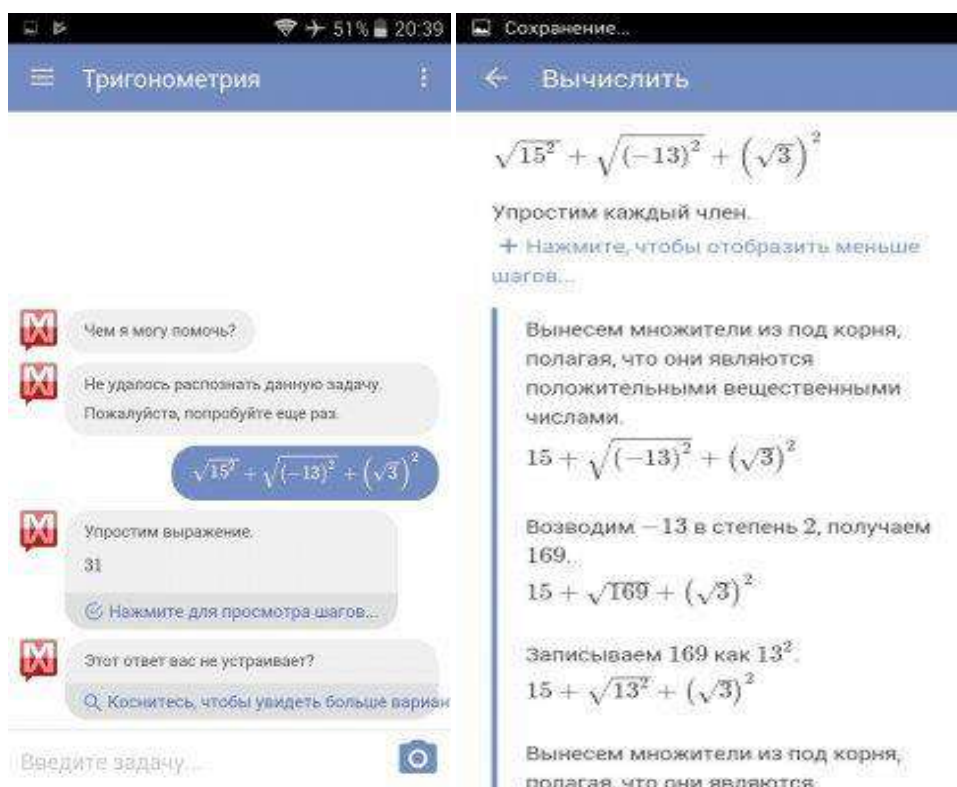 51% 20:39
Тригонометрия
Чем я могу помочь?
Не удалось распознать данную задачу.
Пожалуйста, попробуйте еще раз.
√15² + √(−13)² + (√3)²
Упростим выражение.
31
Нажмите для просмотра шагов...
Этот ответ вас не устраивает?
Коснитесь, чтобы увидеть больше вариан
Введите задачу...
Сохранение...
Вычислить
√15² + √(−13)² + (√3)²
Упростим каждый член.
+ Нажмите, чтобы отобразить меньше
шагов...
Вынесем множители из под корня,
полагая, что они являются
положительными вещественными
числами.
15 + √(−13)² + (√3)²
Возводим −13 в степень 2, получаем
169.
15 + √169 + (√3)²
Записываем 169 как 13².
15 + √13² + (√3)²
Вынесем множители из под корня,
полагая, что они являются